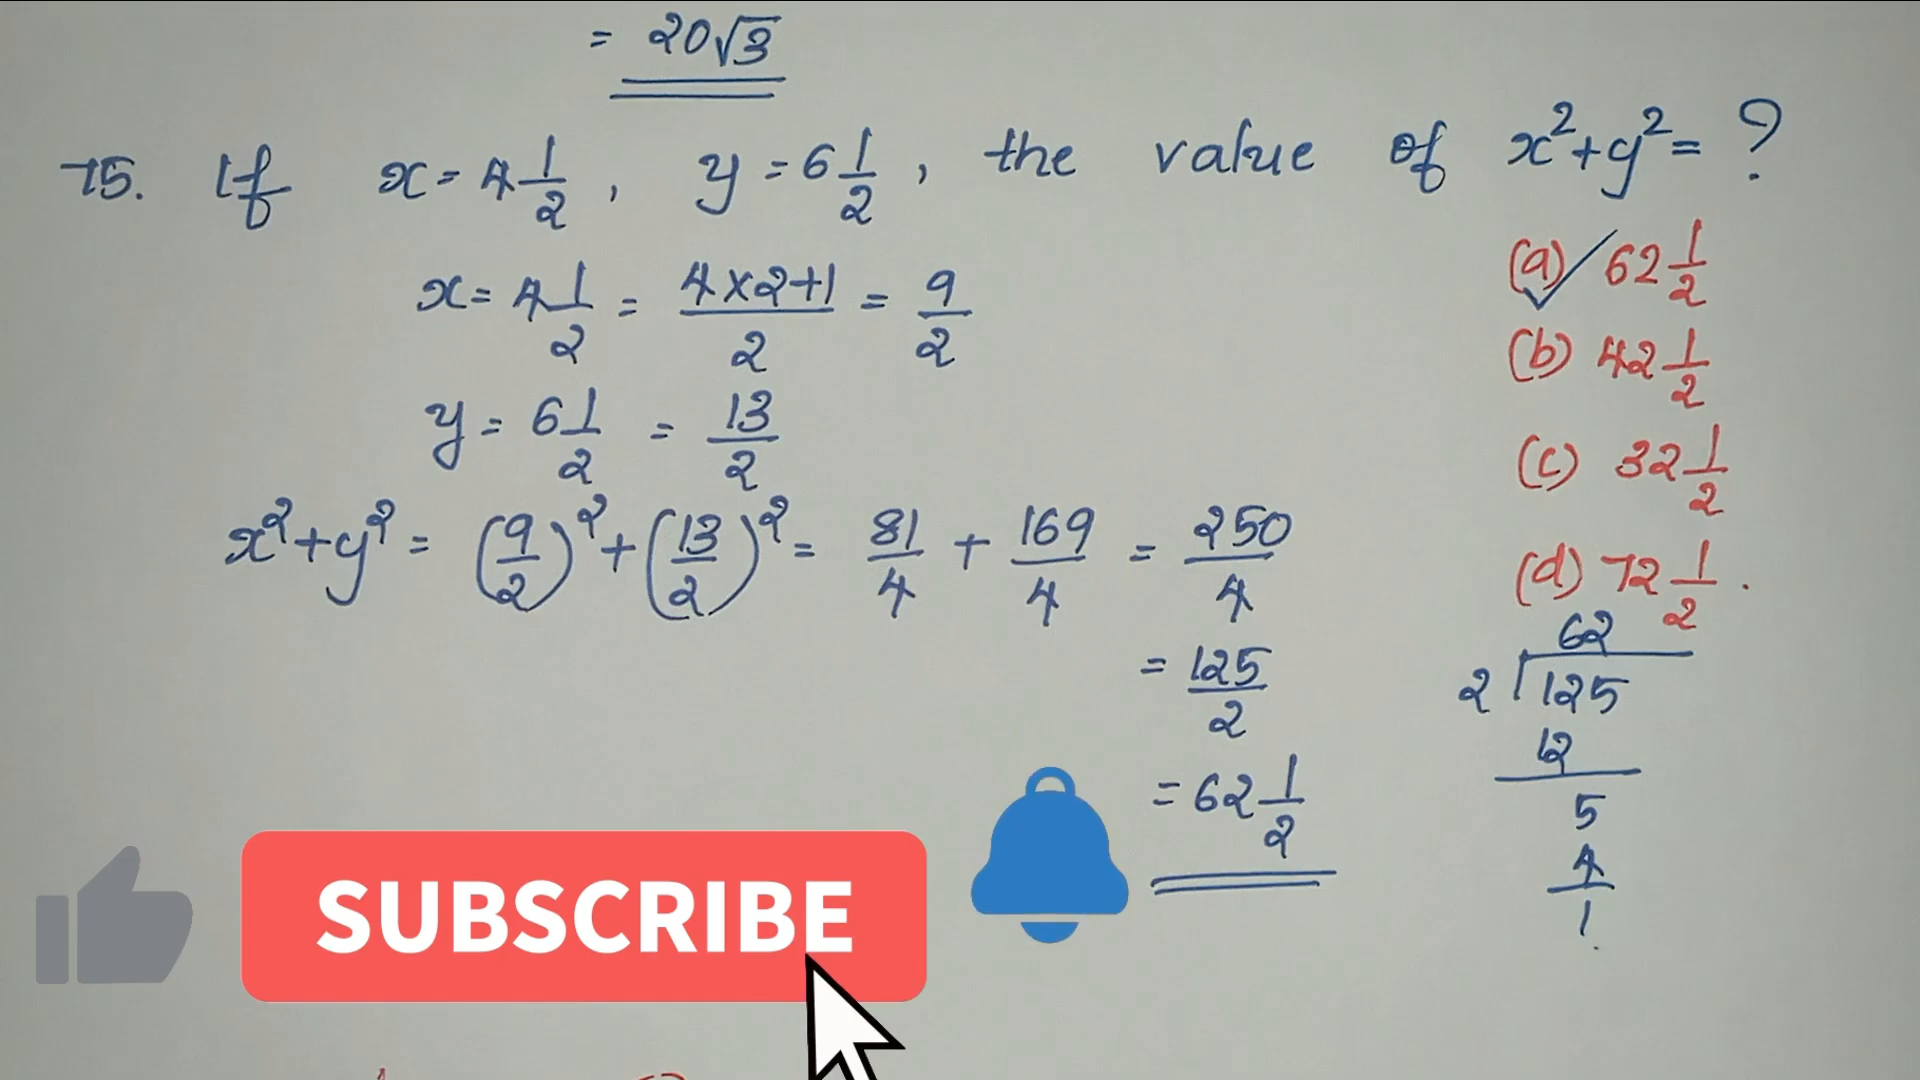 = 20√3
75. If x = 4 1/2, y = 6 1/2, the value of x²+y² = ?
(a) 62 1/2
(b) 42 1/2
(c) 32 1/2
(d) 72 1/2.
x = 4 1/2 = (4×2+1)/2 = 9/2
y = 6 1/2 = 13/2
x²+y² = (9/2)² + (13/2)² = 81/4 + 169/4 = 250/4
= 125/2
= 62 1/2
62
2 125
12
5
4
1
SUBSCRIBE